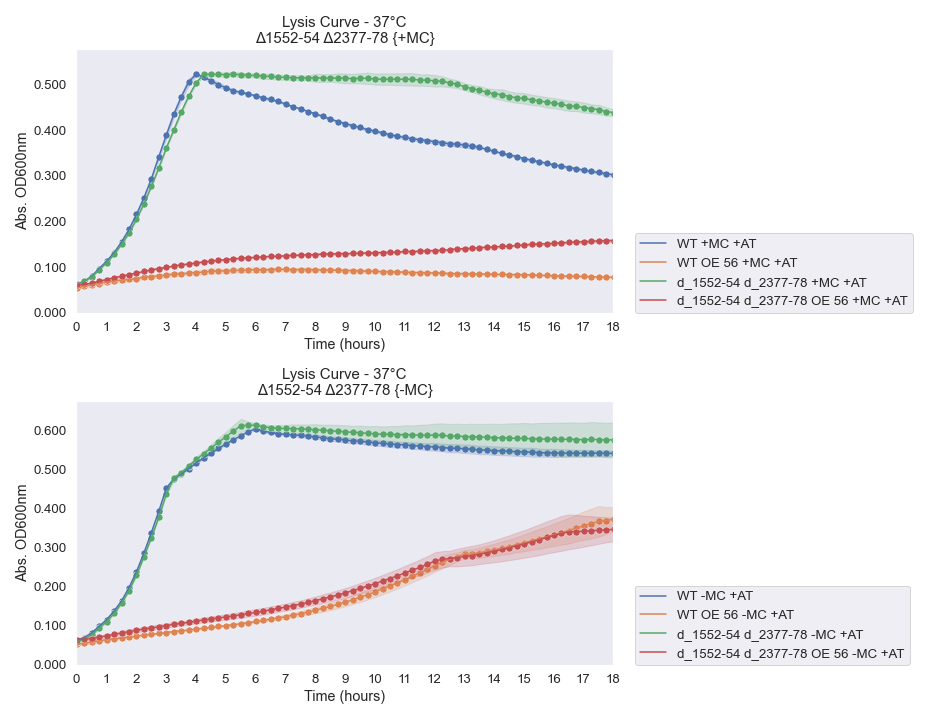 Lysis Curve - 37°C
Δ1552-54 Δ2377-78 {+MC}
Abs. OD600nm
0.500
0.400
0.300
0.200
0.100
0.000
0 1 2 3 4 5 6 7 8 9 10 11 12 13 14 15 16 17 18
Time (hours)
WT +MC +AT
WT OE 56 +MC +AT
d_1552-54 d_2377-78 +MC +AT
d_1552-54 d_2377-78 OE 56 +MC +AT
Lysis Curve - 37°C
Δ1552-54 Δ2377-78 {-MC}
Abs. OD600nm
0.600
0.500
0.400
0.300
0.200
0.100
0.000
0 1 2 3 4 5 6 7 8 9 10 11 12 13 14 15 16 17 18
Time (hours)
WT -MC +AT
WT OE 56 -MC +AT
d_1552-54 d_2377-78 -MC +AT
d_1552-54 d_2377-78 OE 56 -MC +AT